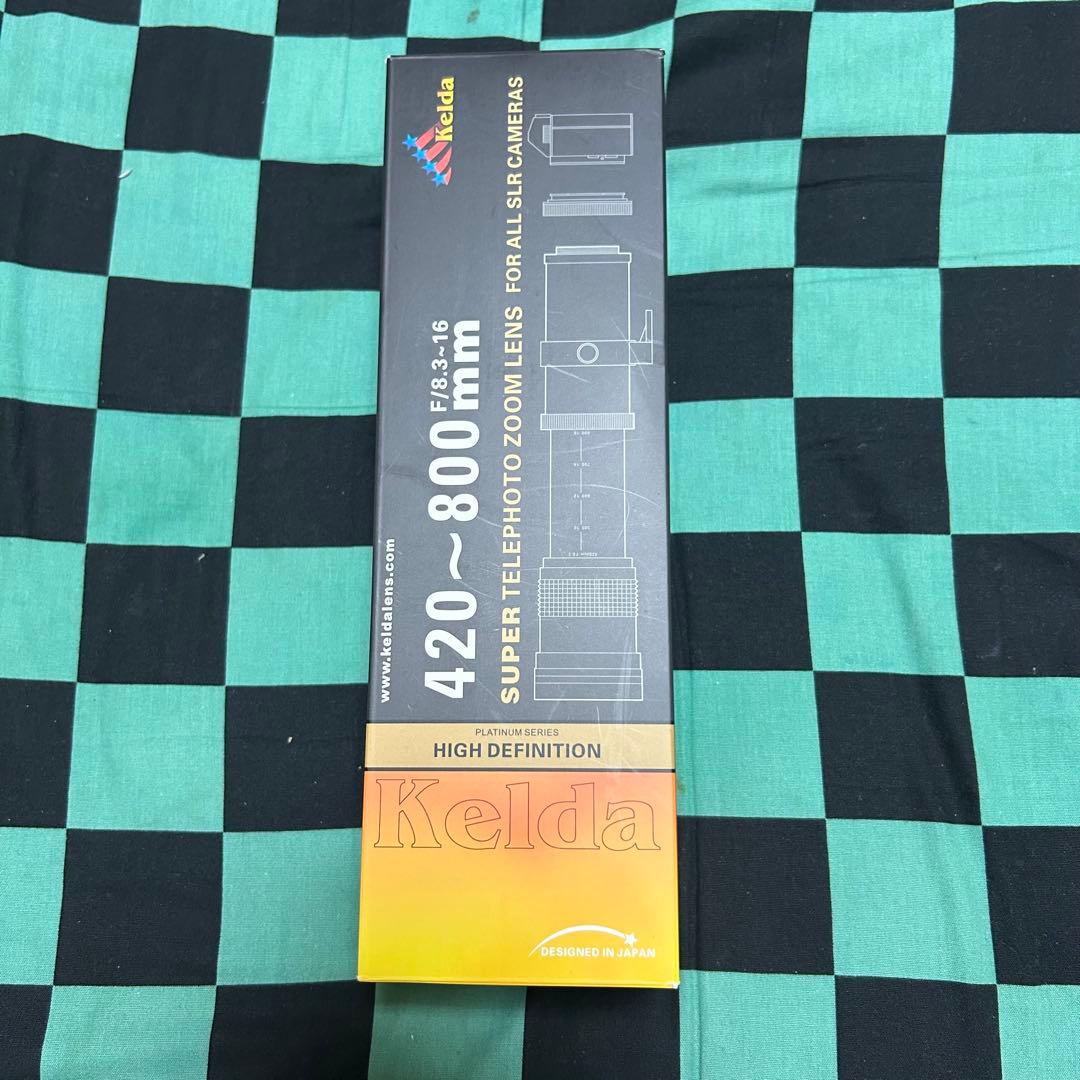 Kelda
www.keldalens.com
420~800mm
F/8.3~16
SUPER TELEPHOTO ZOOM LENS FOR ALL SLR CAMERAS
PLATINUM SERIES
HIGH DEFINITION
Kelda
DESIGNED IN JAPAN